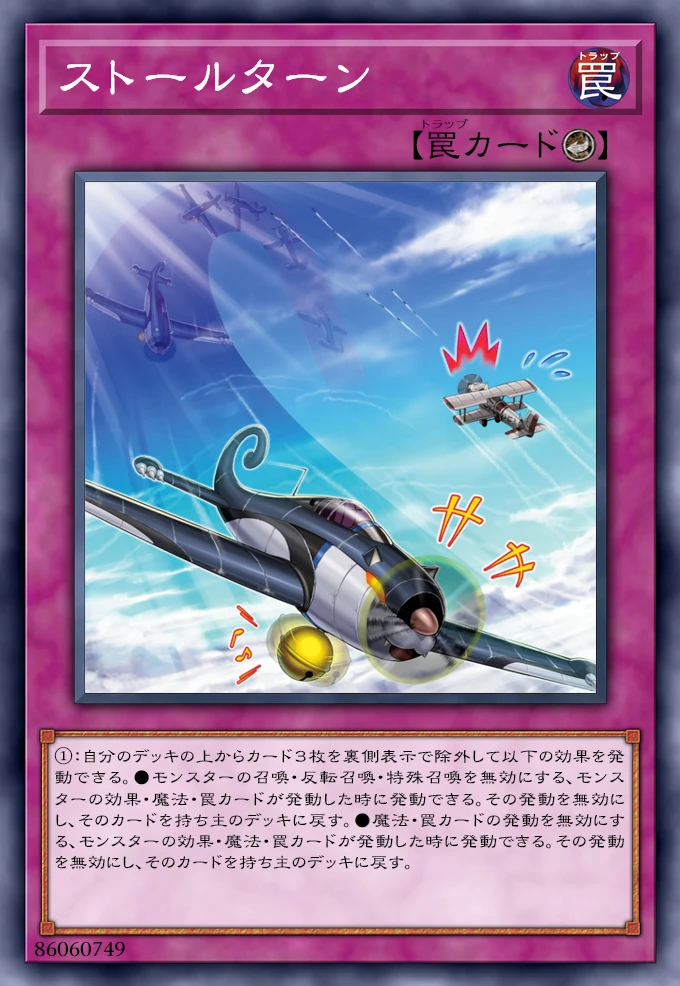 ストールターン
トラップ
罠
トラップ
【罠カード】
ササ
①:自分のデッキの上からカード3枚を裏側表示で除外して以下の効果を発
動できる。●モンスターの召喚・反転召喚・特殊召喚を無効にする、モンス
ターの効果・魔法・罠カードが発動した時に発動できる。その発動を無効に
し、そのカードを持ち主のデッキに戻す。●魔法・罠カードの発動を無効にす
る、モンスターの効果・魔法・罠カードが発動した時に発動できる。その発動
を無効にし、そのカードを持ち主のデッキに戻す。
86060749